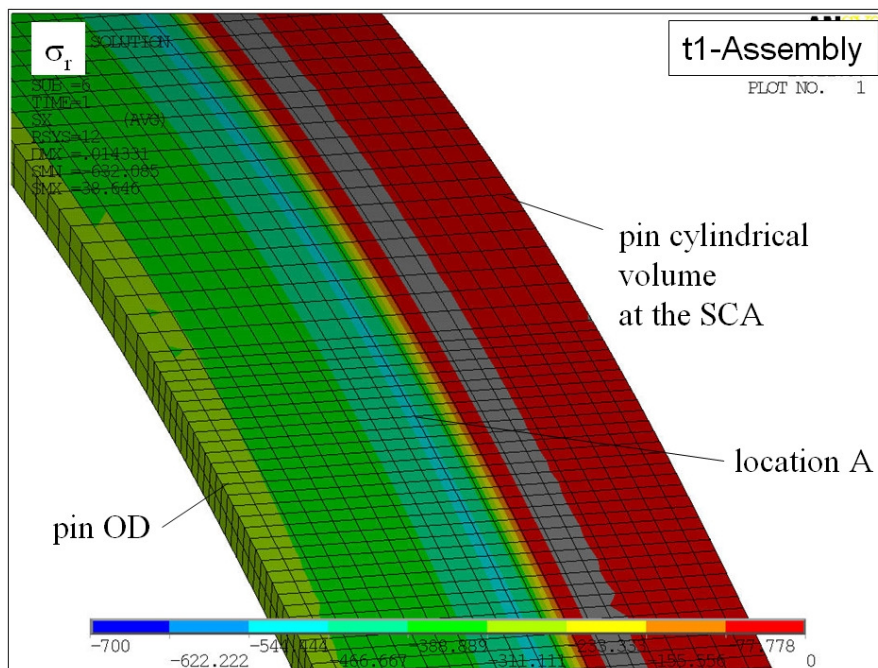 σr
SOLUTION
t1-Assembly
SUB =6
TIME=1
SX (AVG)
RSYS=12
DMX =.014331
SMN =-632.085
SMX =38.646
PLOT NO. 1
pin cylindrical
volume
at the SCA
location A
pin OD
-700 -544.444 -388.889 -233.333 -77.778
-622.222 -466.667 -311.111 -155.556 0